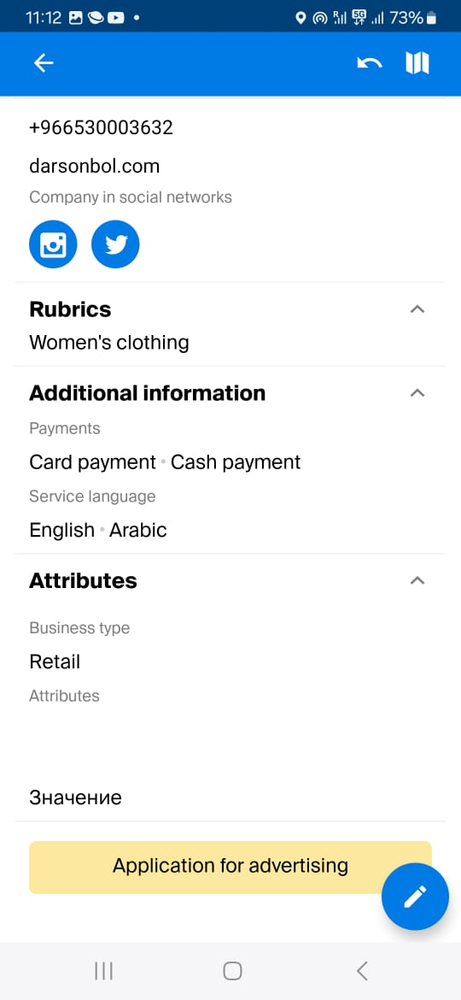 11:12 73%
+966530003632
darsonbol.com
Company in social networks
Rubrics
Women's clothing
Additional information
Payments
Card payment • Cash payment
Service language
English • Arabic
Attributes
Business type
Retail
Attributes
Значение
Application for advertising